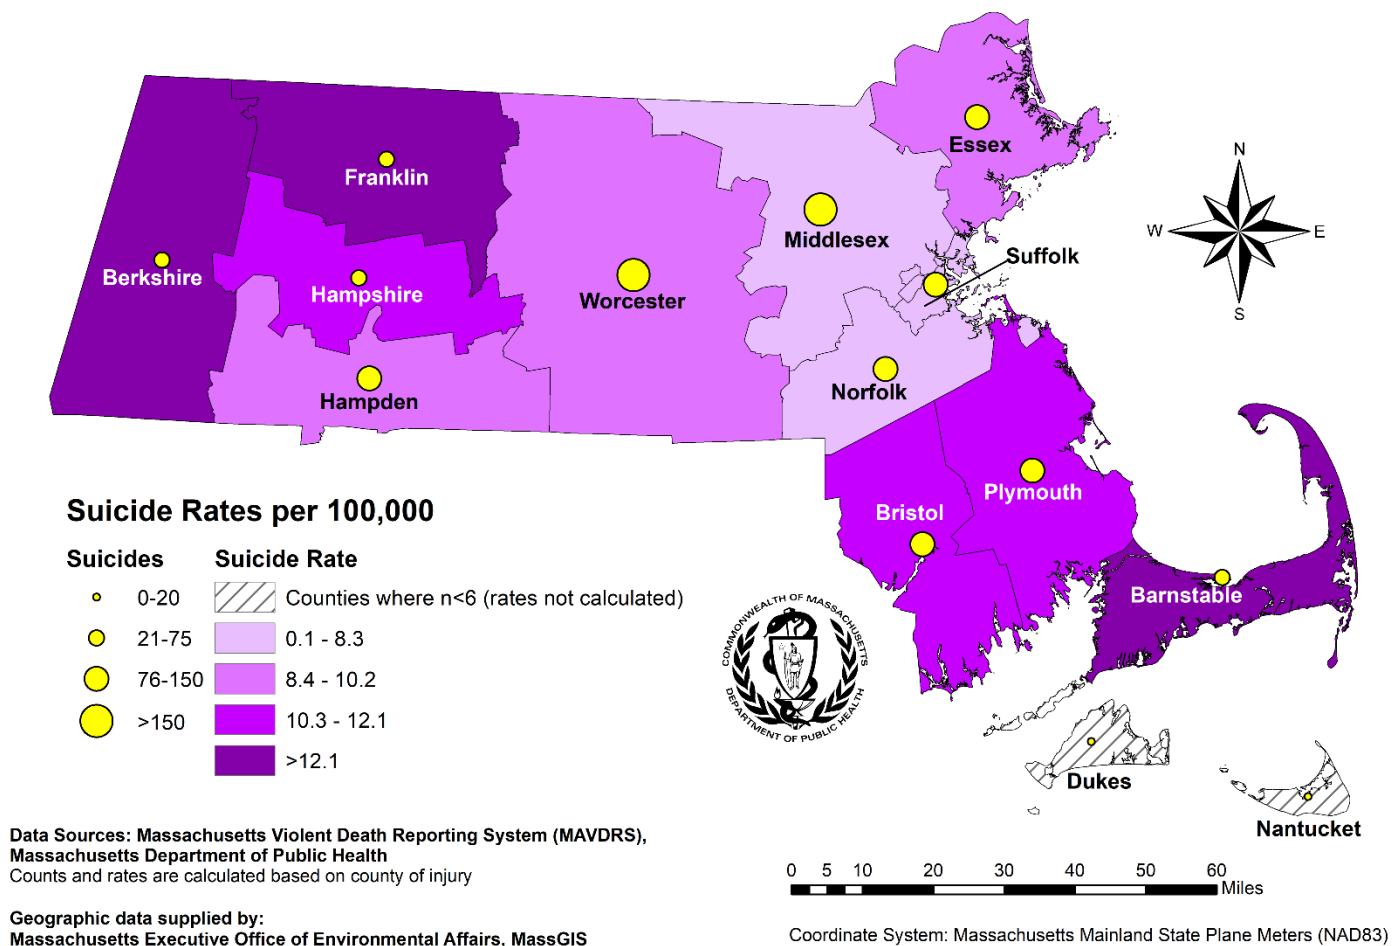 Essex
N
Franklin
Middlesex
W
E
Suffolk
Berkshire
Hampshire
Worcester
S
Norfolk
Hampden
Plymouth
Suicide Rates per 100,000
Bristol
Suicides
Suicide Rate
0-20
Counties where n<6 (rates not calculated)
Barnstable
21-75
0.1 - 8.3
76-150
8.4 - 10.2
>150
10.3 - 12.1
>12.1
COMMONWEALTH OF MASSACHUSETTS
DEPARTMENT OF PUBLIC HEALTH
Dukes
Nantucket
Data Sources: Massachusetts Violent Death Reporting System (MAVDRS),
Massachusetts Department of Public Health
Counts and rates are calculated based on county of injury
0 10 20 30 40 50 60
Miles
Geographic data supplied by:
Massachusetts Executive Office of Environmental Affairs, MassGIS
Coordinate System: Massachusetts Mainland State Plane Meters (NAD83)